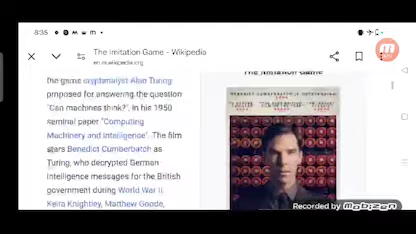 8:35
The Imitation Game - Wikipedia
en.m.wikipedia.org
the game cryptanalyst Alan Turing
proposed for answering the question
"Can machines think?", in his 1950
seminal paper "Computing
Machinery and Intelligence". The film
stars Benedict Cumberbatch as
Turing, who decrypted German
intelligence messages for the British
government during World War II.
Keira Knightley, Matthew Goode,
The Imitation Game
Recorded by Mobizen